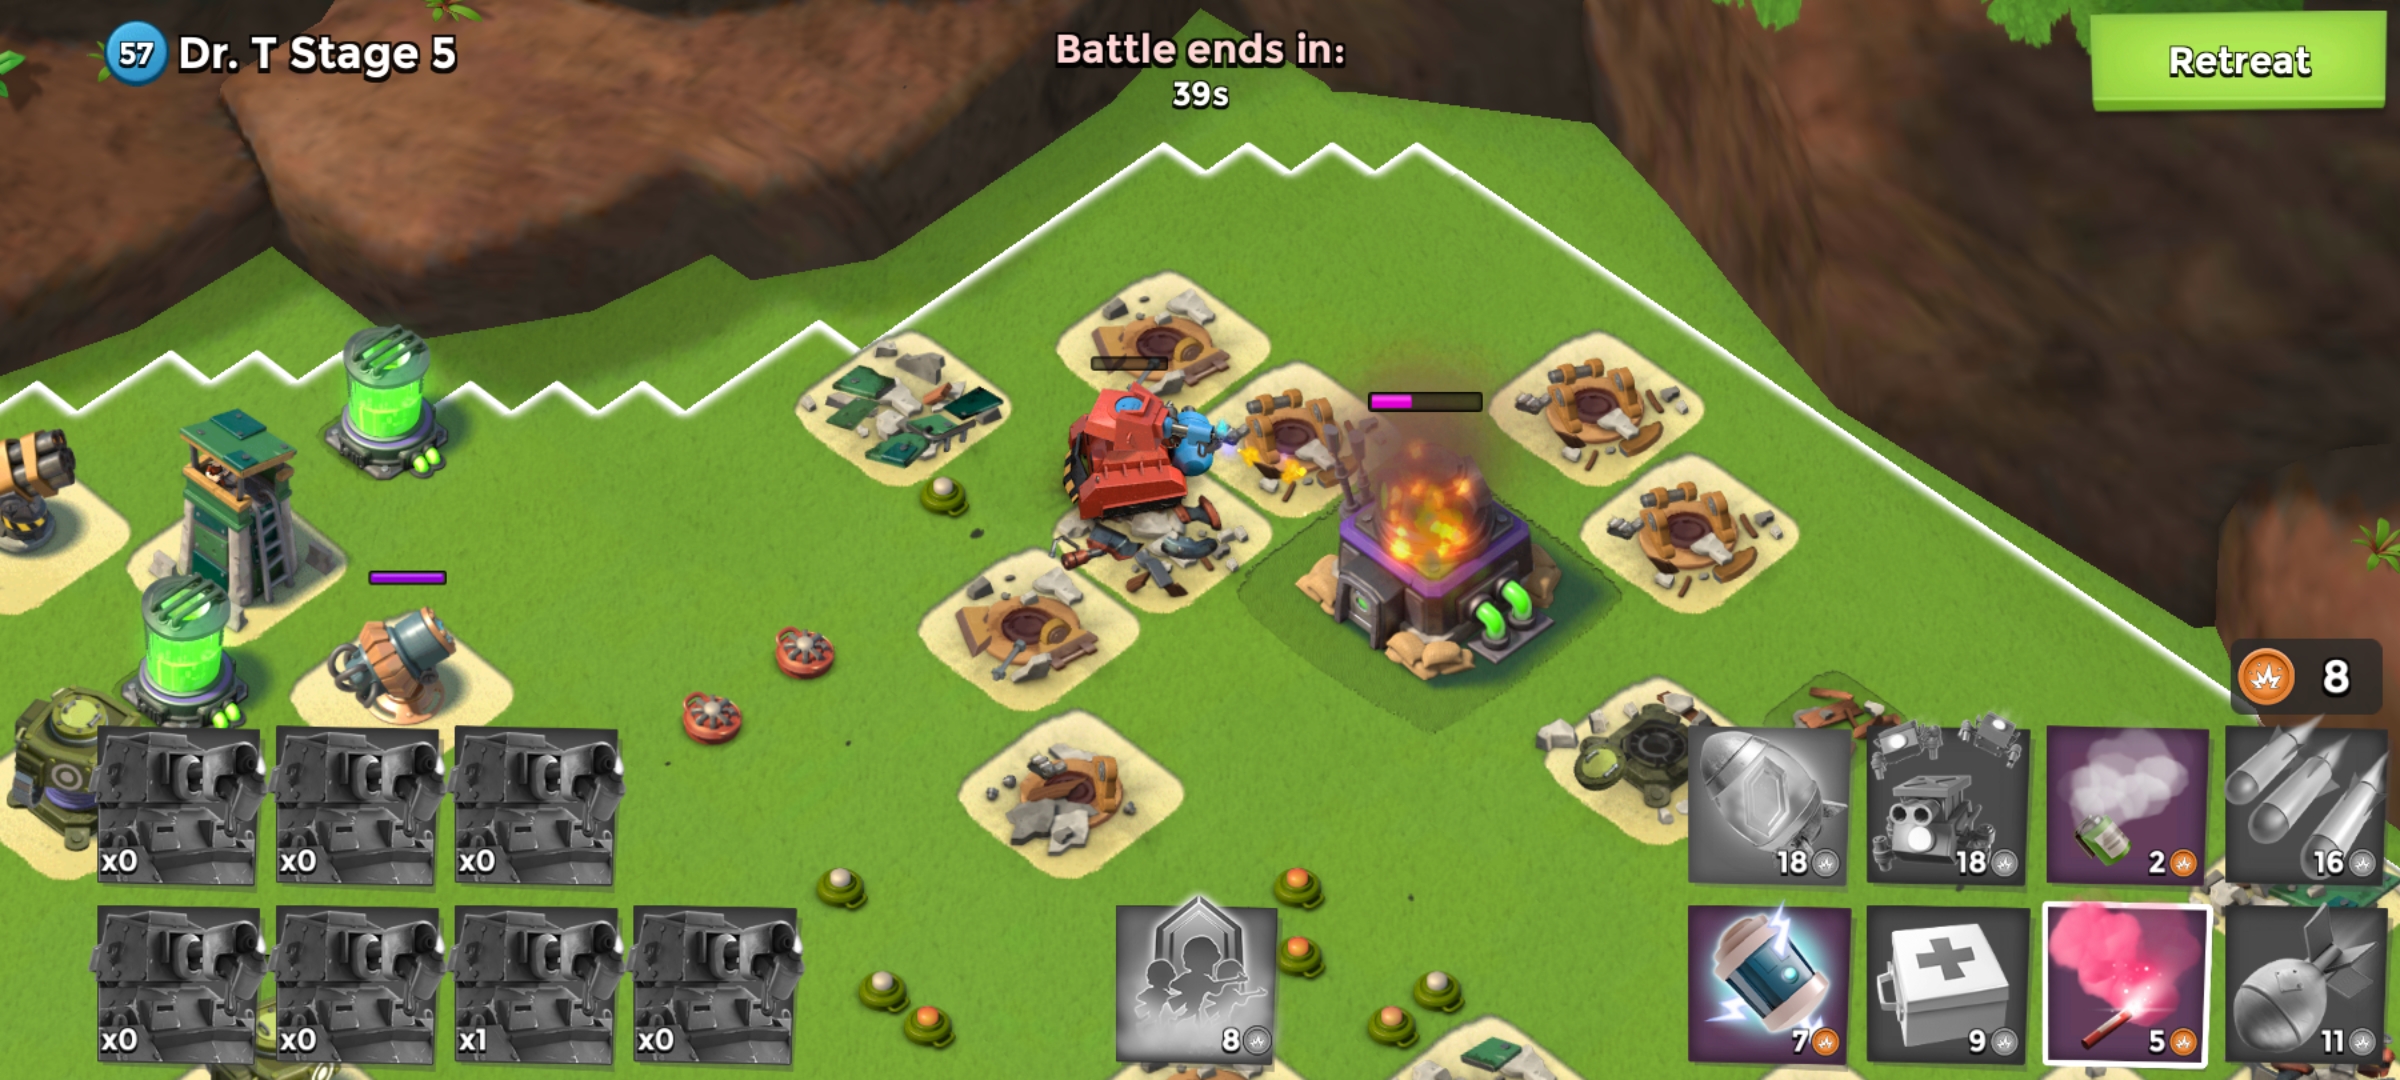 57 Dr. T Stage 5
Battle ends in:
39s
Retreat
8
x0 x0 x0
18 18 2 16
x0 x0 x1 x0
8
7 9 5 11